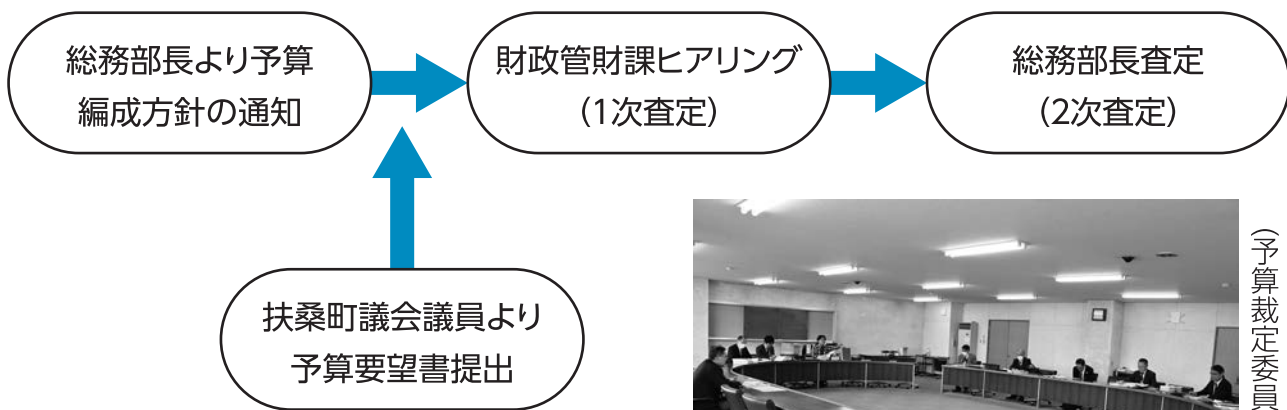 総務部長より予算
編成方針の通知
財政管財課ヒアリング
(1次査定)
総務部長査定
(2次査定)
扶桑町議会議員より
予算要望書提出
(予算裁定委員